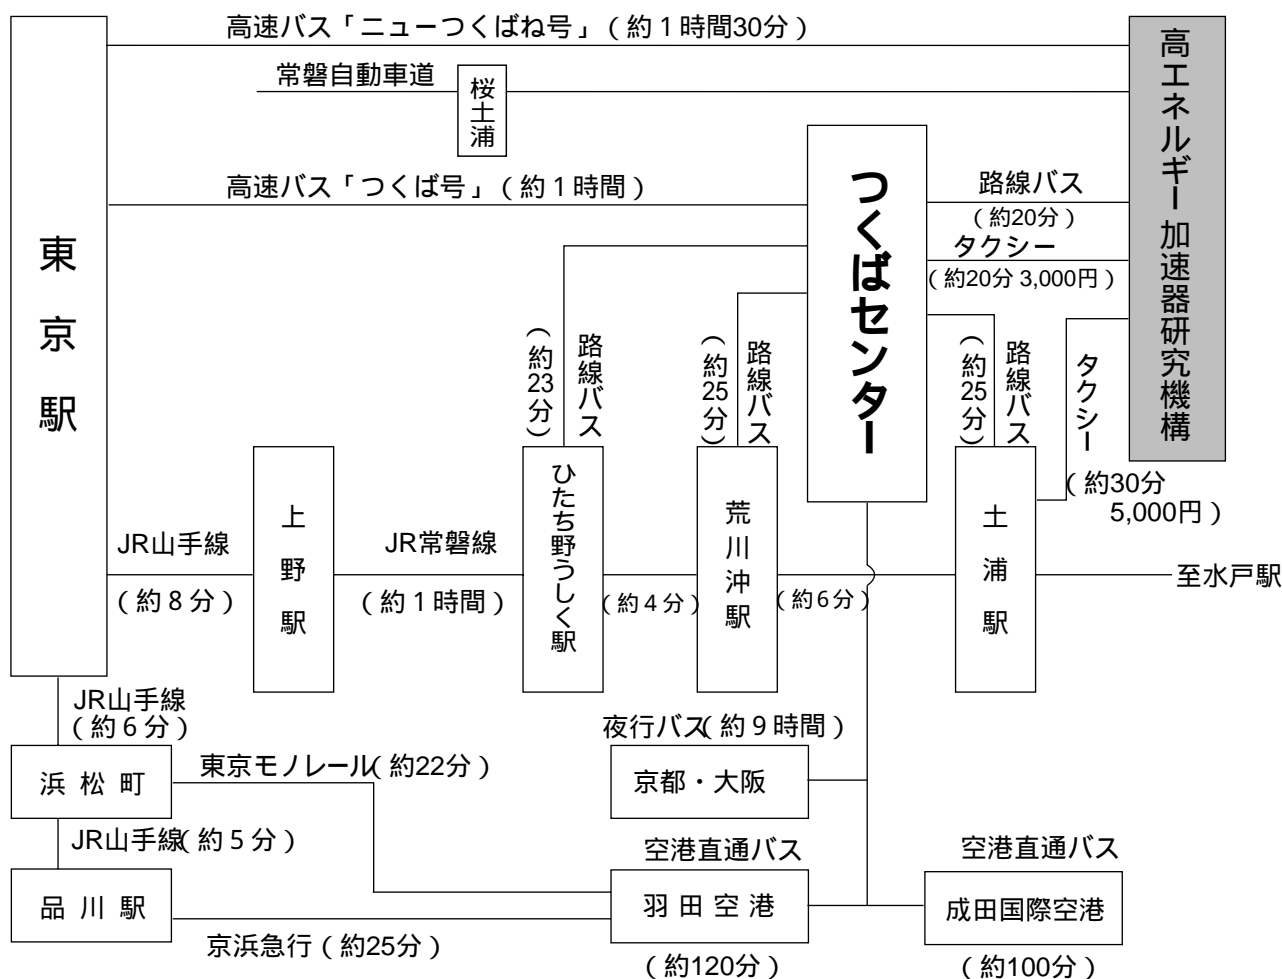 高速バス「ニューつくばね号」(約1時間30分)
常磐自動車道
桜土浦
高エネルギー加速器研究機構
東京駅
高速バス「つくば号」(約1時間)
つくばセンター
路線バス
(約20分)
タクシー
(約20分 3,000円)
路線バス
(約23分)
路線バス
(約25分)
路線バス
(約25分)
タクシー
(約30分
5,000円)
JR山手線
(約8分)
上野駅
JR常磐線
(約1時間)
ひたち野うしく駅
(約4分)
荒川沖駅
(約6分)
土浦駅
至水戸駅
JR山手線
(約6分)
浜松町
東京モノレール(約22分)
夜行バス(約9時間)
京都・大阪
JR山手線(約5分)
品川駅
京浜急行(約25分)
空港直通バス
羽田空港
(約120分)
空港直通バス
成田国際空港
(約100分)